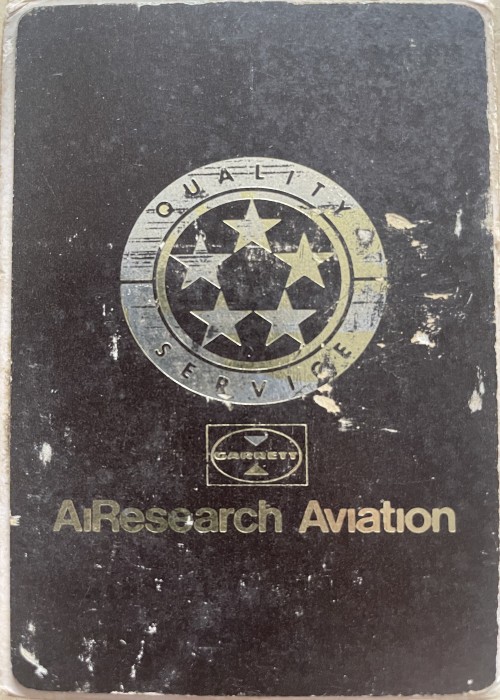 QUALITY
SERVICE
GARRETT
AiResearch Aviation